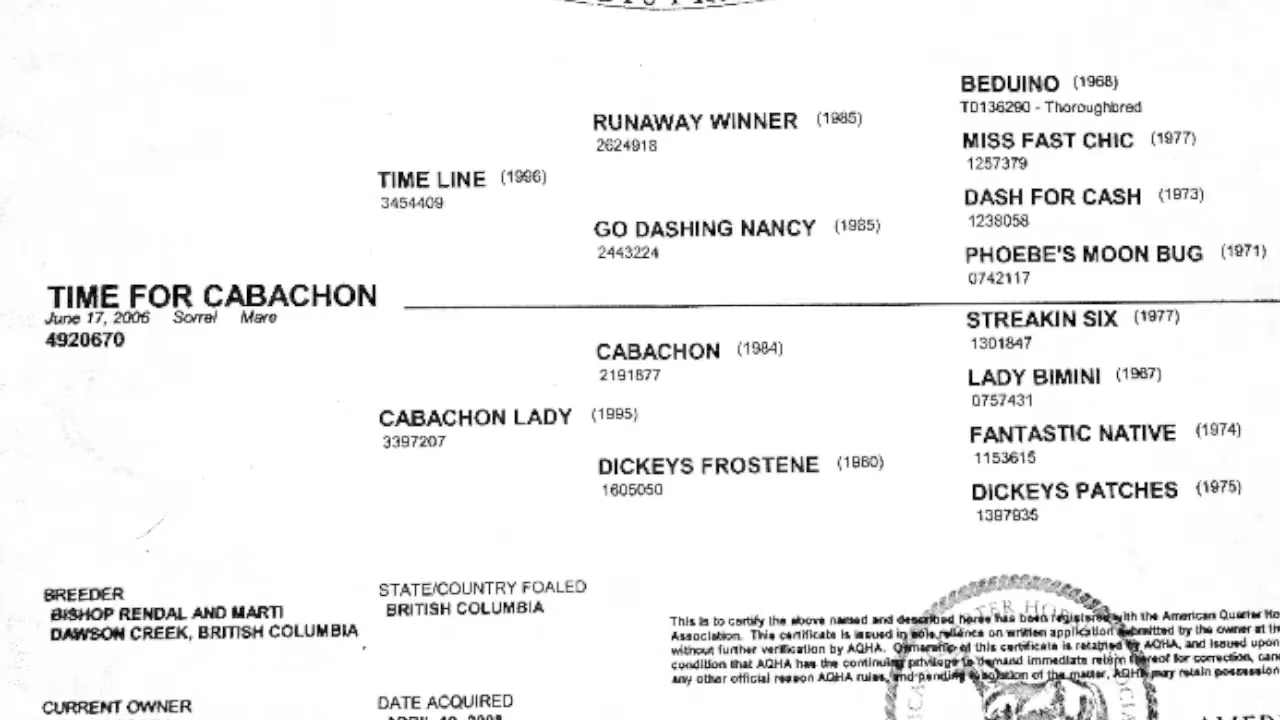 BEDUINO (1968)
T0136290 - Thoroughbred
RUNAWAY WINNER (1985)
2624918
MISS FAST CHIC (1977)
1257379
TIME LINE (1996)
3454409
DASH FOR CASH (1973)
1238058
GO DASHING NANCY (1985)
2443224
PHOEBE'S MOON BUG (1971)
0742117
TIME FOR CABACHON
June 17, 2006 Sorrel Mare
4920670
STREAKIN SIX (1977)
1301847
CABACHON (1984)
2191877
LADY BIMINI (1967)
0757431
CABACHON LADY (1995)
3397207
FANTASTIC NATIVE (1974)
1153615
DICKEYS FROSTENE (1980)
1605050
DICKEYS PATCHES (1975)
1397935
BREEDER
BISHOP RENDAL AND MARTI
DAWSON CREEK, BRITISH COLUMBIA
STATE/COUNTRY FOALED
BRITISH COLUMBIA
This is to certify the above named and described horse has been registered with the American Quarter Ho
Association. This certificate is issued in sole reliance on written application submitted by the owner at th
without further verification by AQHA. Ownership of this certificate is retained by AQHA, and issued upon
condition that AQHA has the continuing privilege to demand immediate return thereof for correction, canc
any other official reason AQHA rules, and pending resolution of the matter, AQHA may retain possession
CURRENT OWNER
DATE ACQUIRED